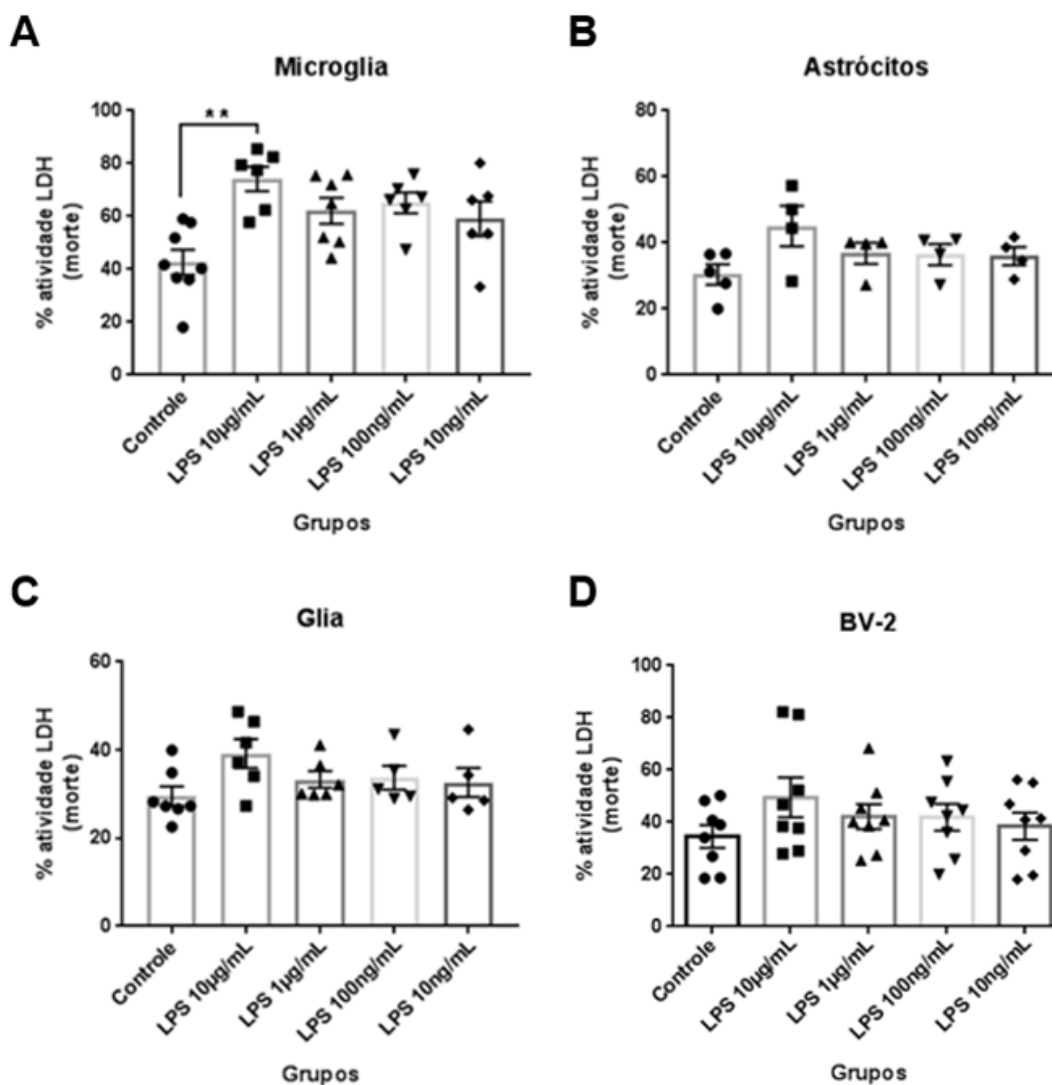 A
Microglia
% atividade LDH
(morte)
100
80
60
40
20
0
**
Controle
LPS 10µg/mL
LPS 1µg/mL
LPS 100ng/mL
LPS 10ng/mL
Grupos
B
Astrócitos
% atividade LDH
(morte)
80
60
40
20
0
Controle
LPS 10µg/mL
LPS 1µg/mL
LPS 100ng/mL
LPS 10ng/mL
Grupos
C
Glia
% atividade LDH
(morte)
60
40
20
0
Controle
LPS 10µg/mL
LPS 1µg/mL
LPS 100ng/mL
LPS 10ng/mL
Grupos
D
BV-2
% atividade LDH
(morte)
100
80
60
40
20
0
Controle
LPS 10µg/mL
LPS 1µg/mL
LPS 100ng/mL
LPS 10ng/mL
Grupos